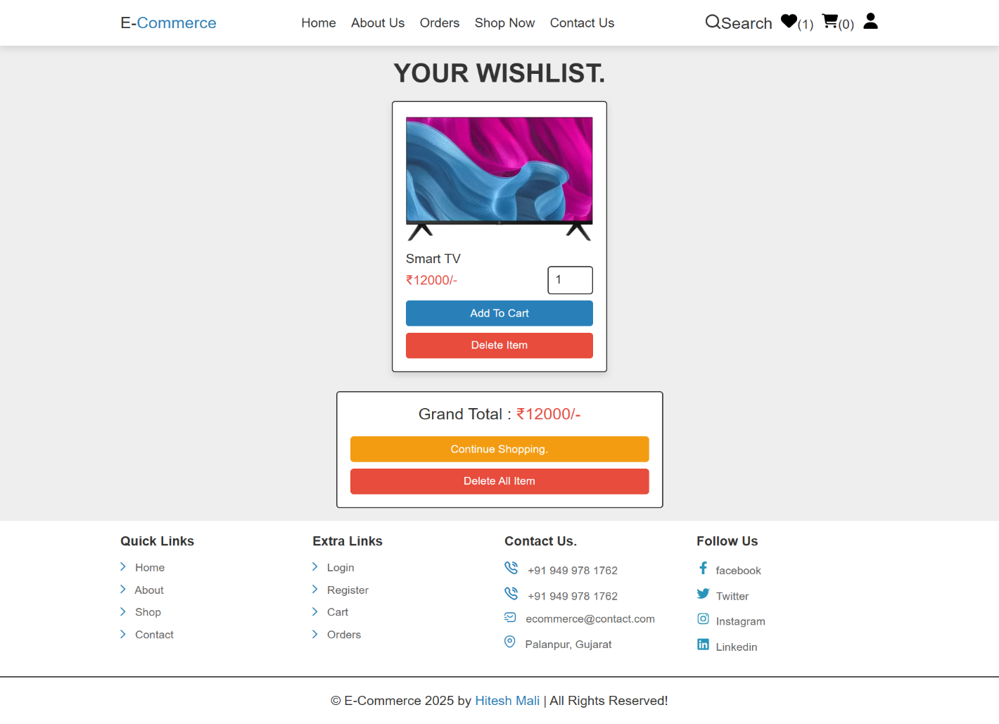 E-Commerce
Home About Us Orders Shop Now Contact Us
Search (1) (0)
YOUR WISHLIST.
Smart TV
₹12000/-
1
Add To Cart
Delete Item
Grand Total : ₹12000/-
Continue Shopping.
Delete All Item
Quick Links
Home
About
Shop
Contact
Extra Links
Login
Register
Cart
Orders
Contact Us.
+91 949 978 1762
+91 949 978 1762
ecommerce@contact.com
Palanpur, Gujarat
Follow Us
facebook
Twitter
Instagram
Linkedin
© E-Commerce 2025 by Hitesh Mali | All Rights Reserved!